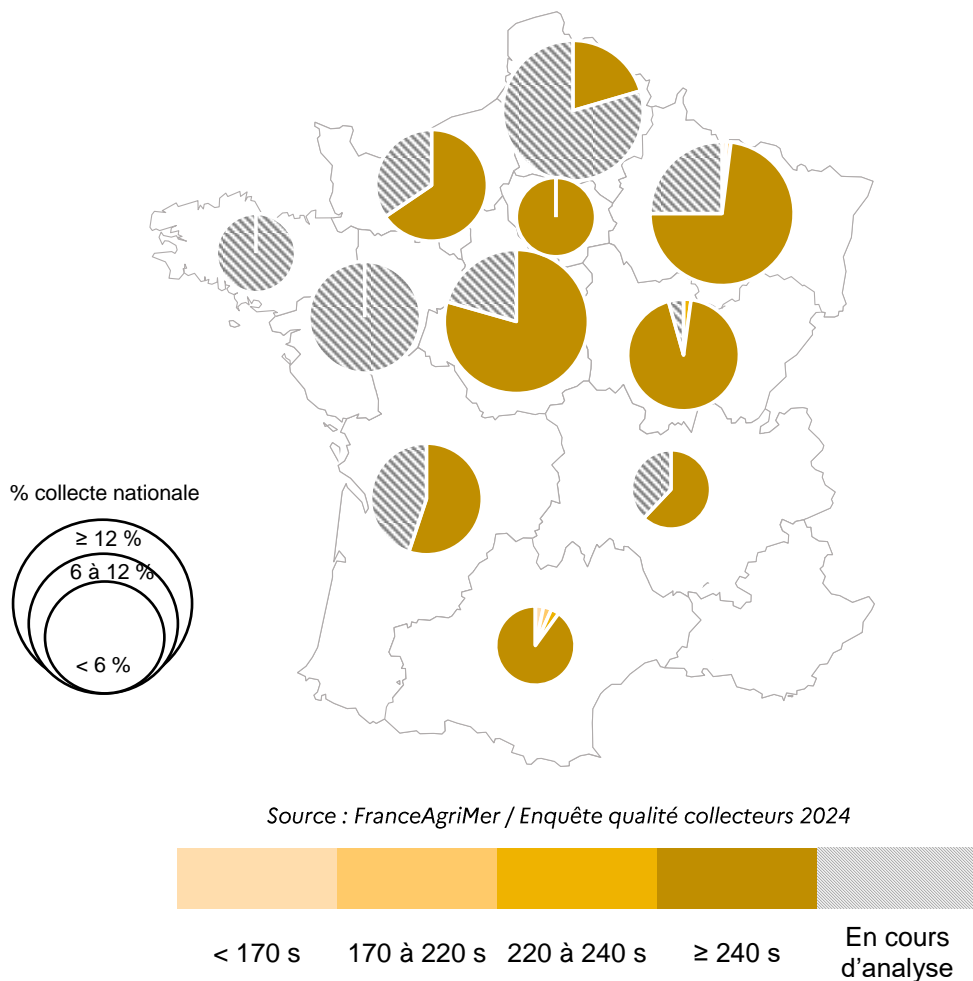 % collecte nationale
≥ 12 %
6 à 12 %
< 6 %
Source : FranceAgriMer / Enquête qualité collecteurs 2024
< 170 s
170 à 220 s
220 à 240 s
≥ 240 s
En cours
d'analyse